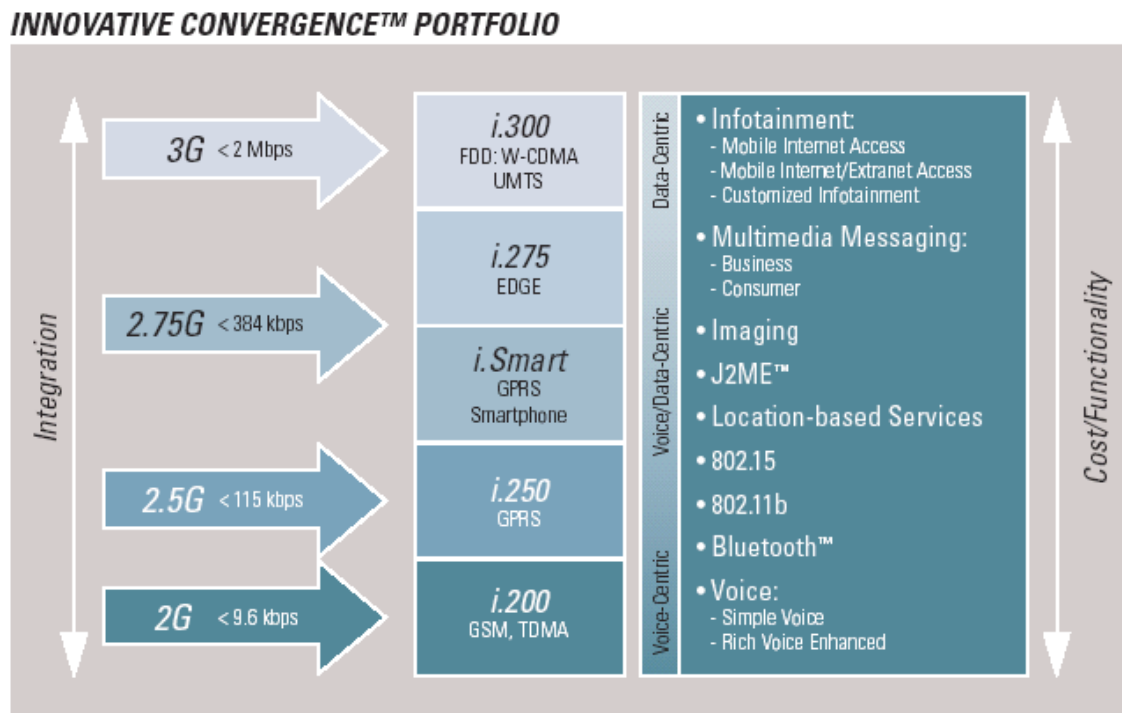 INNOVATIVE CONVERGENCE™ PORTFOLIO
Integration
3G < 2 Mbps
2.75G < 384 kbps
2.5G < 115 kbps
2G < 9.6 kbps
i.300
FDD: W-CDMA
UMTS
i.275
EDGE
i.Smart
GPRS
Smartphone
i.250
GPRS
i.200
GSM, TDMA
Data-Centric
Voice/Data-Centric
Voice-Centric
• Infotainment:
- Mobile Internet Access
- Mobile Internet/Extranet Access
- Customized Infotainment
• Multimedia Messaging:
- Business
- Consumer
• Imaging
• J2ME™
• Location-based Services
• 802.15
• 802.11b
• Bluetooth™
• Voice:
- Simple Voice
- Rich Voice Enhanced
Cost/Functionality